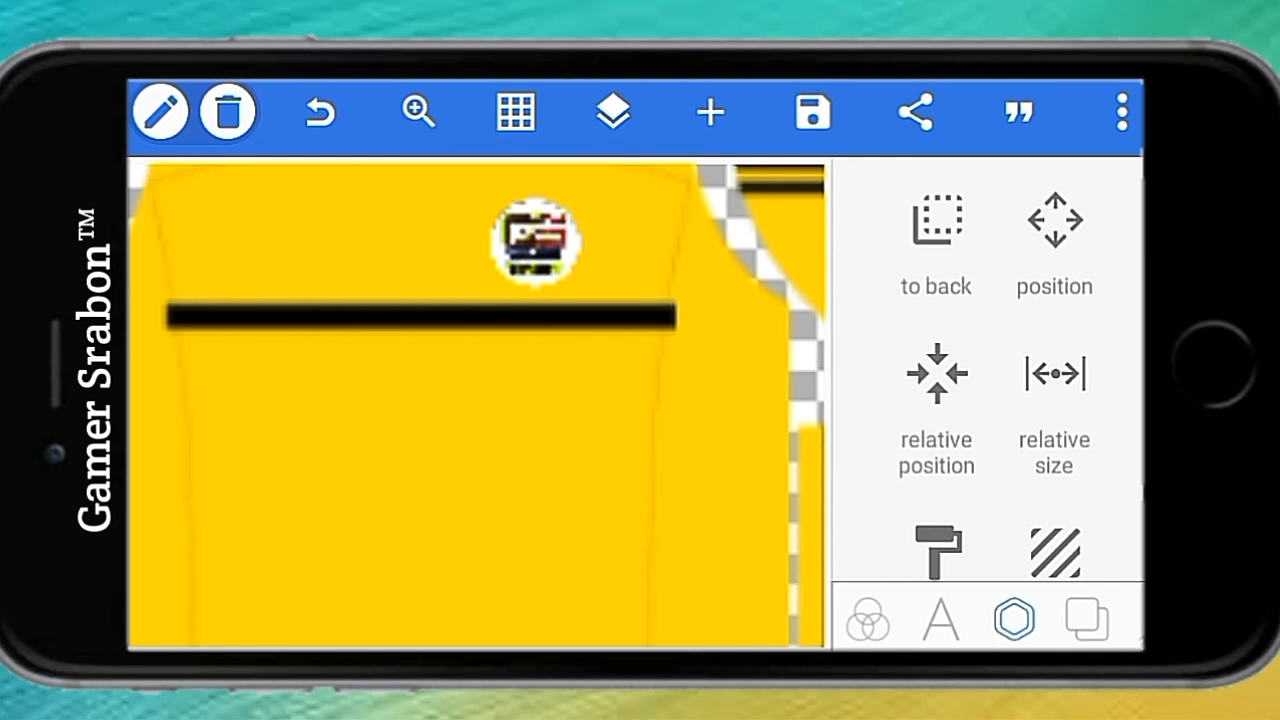 Gamer Srabon™
to back
position
relative
position
relative
size